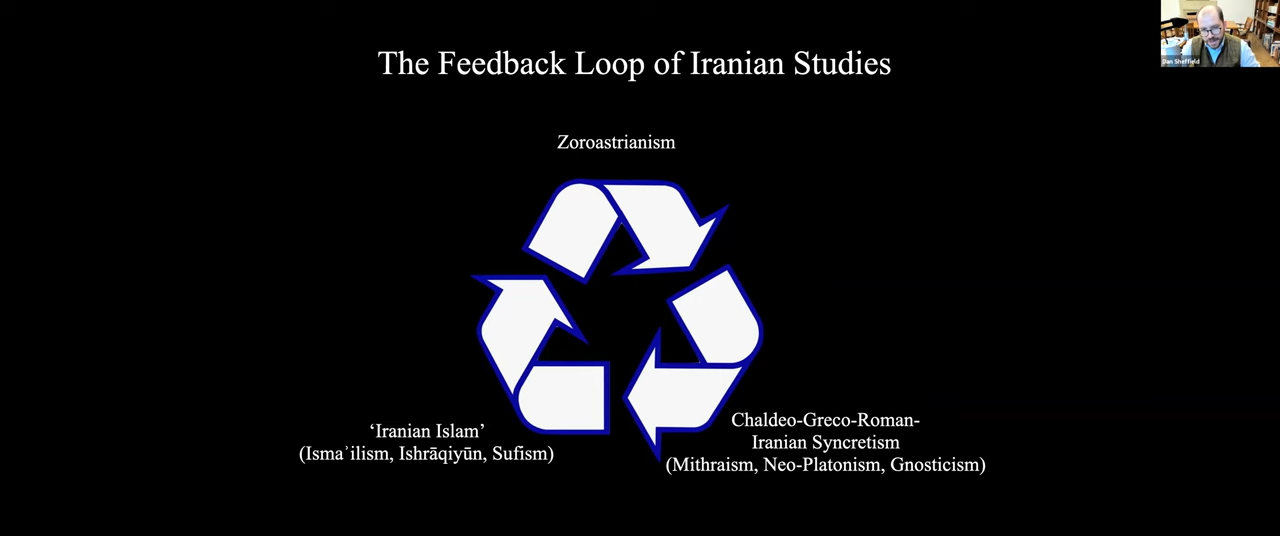 The Feedback Loop of Iranian Studies
Dan Sheffield
Zoroastrianism
‘Iranian Islam’
(Ismaʾilism, Ishrāqiyūn, Sufism)
Chaldeo-Greco-Roman-
Iranian Syncretism
(Mithraism, Neo-Platonism, Gnosticism)